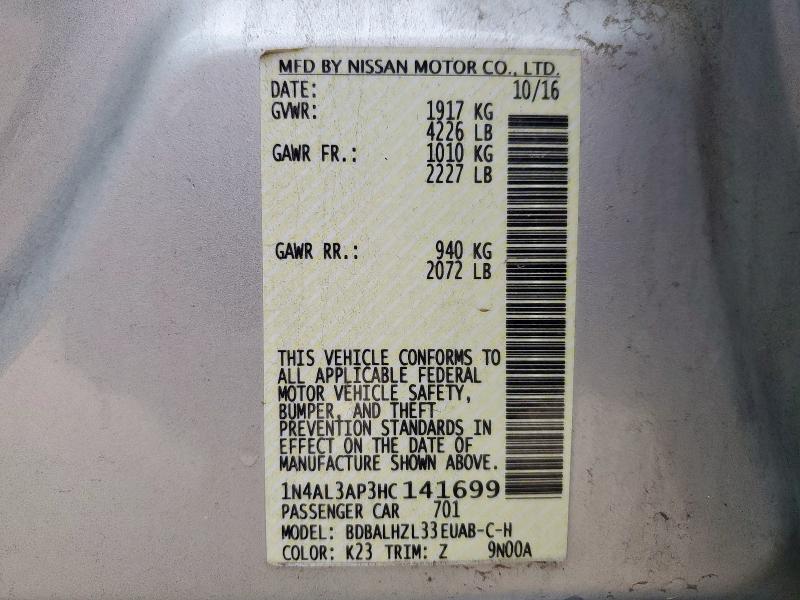 MFD BY NISSAN MOTOR CO., LTD.
DATE: 10/16
GVWR: 1917 KG
4226 LB
GAWR FR.: 1010 KG
2227 LB
GAWR RR.: 940 KG
2072 LB
THIS VEHICLE CONFORMS TO
ALL APPLICABLE FEDERAL
MOTOR VEHICLE SAFETY,
BUMPER, AND THEFT
PREVENTION STANDARDS IN
EFFECT ON THE DATE OF
MANUFACTURE SHOWN ABOVE.
1N4AL3AP3HC141699
PASSENGER CAR 701
MODEL: BDBALHZL33EUAB-C-H
COLOR: K23 TRIM: Z 9N00A